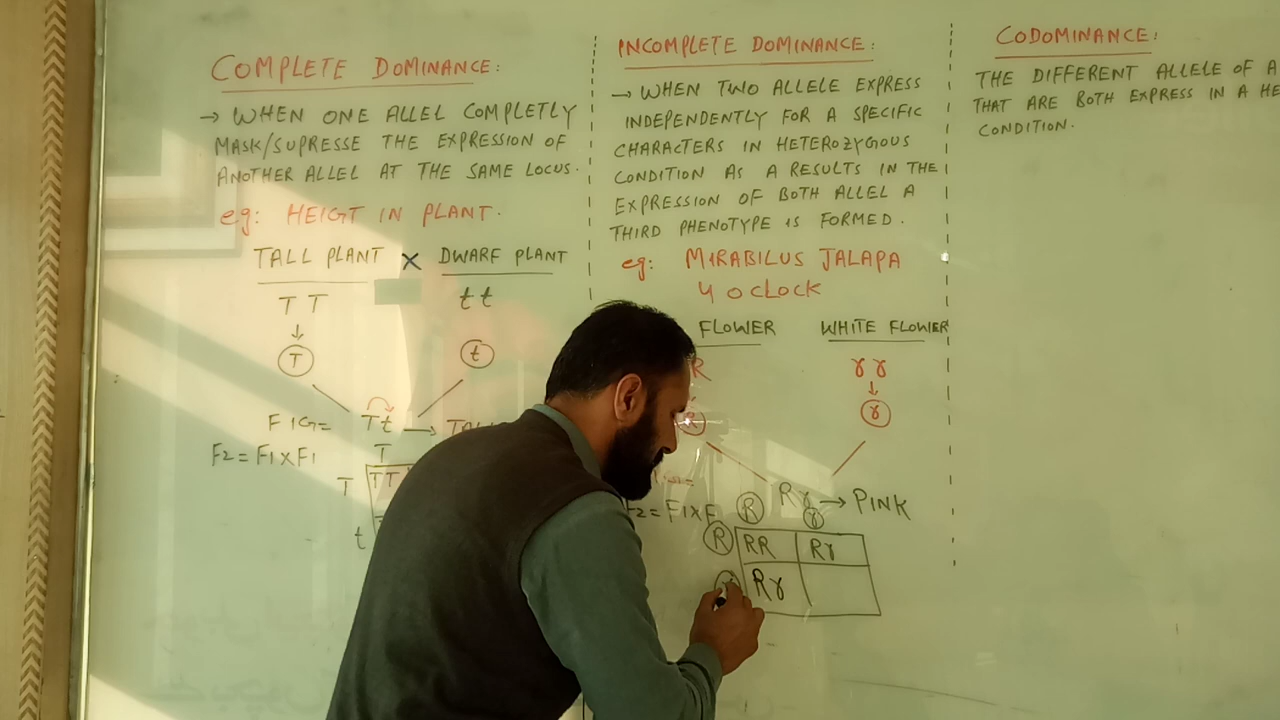 COMPLETE DOMINANCE:
→ WHEN ONE ALLEL COMPLETLY
MASK/SUPRESSE THE EXPRESSION OF
ANOTHER ALLEL AT THE SAME LOCUS.
eg: HEIGT IN PLANT.
TALL PLANT X DWARF PLANT
TT tt
↓
T t
F1G= Tt →
F2 = F1XF1
T
T TT
t
INCOMPLETE DOMINANCE:
→ WHEN TWO ALLELE EXPRESS
INDEPENDENTLY FOR A SPECIFIC
CHARACTERS IN HETEROZYGOUS
CONDITION AS A RESULTS IN THE
EXPRESSION OF BOTH ALLEL A
THIRD PHENOTYPE IS FORMED.
eg: MIRABILUS JALAPA
4 O CLOCK
FLOWER WHITE FLOWER
R rr
↓
R r
Rr → PINK
F2 = F1XF
R r
R RR Rr
Rr
CODOMINANCE:
THE DIFFERENT ALLELE OF A
THAT ARE BOTH EXPRESS IN A HE
CONDITION.